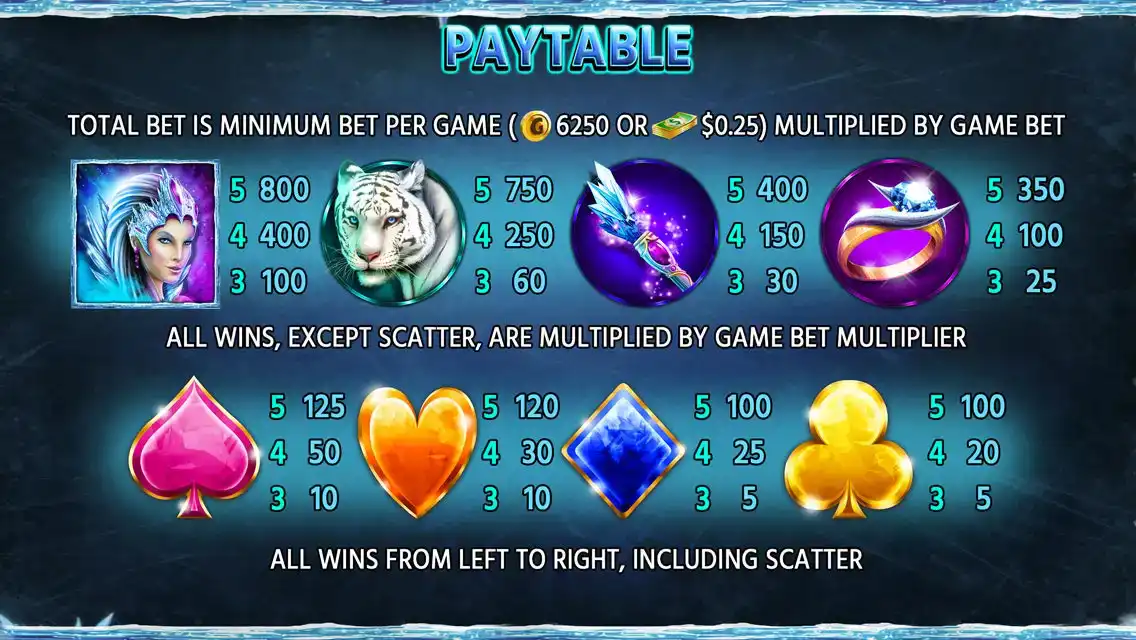 PAYTABLE
TOTAL BET IS MINIMUM BET PER GAME (G 6250 OR $ $0.25) MULTIPLIED BY GAME BET
5 800 5 750 5 400 5 350
4 400 4 250 4 150 4 100
3 100 3 60 3 30 3 25
ALL WINS, EXCEPT SCATTER, ARE MULTIPLIED BY GAME BET MULTIPLIER
5 125 5 120 5 100 5 100
4 50 4 30 4 25 4 20
3 10 3 10 3 5 3 5
ALL WINS FROM LEFT TO RIGHT, INCLUDING SCATTER